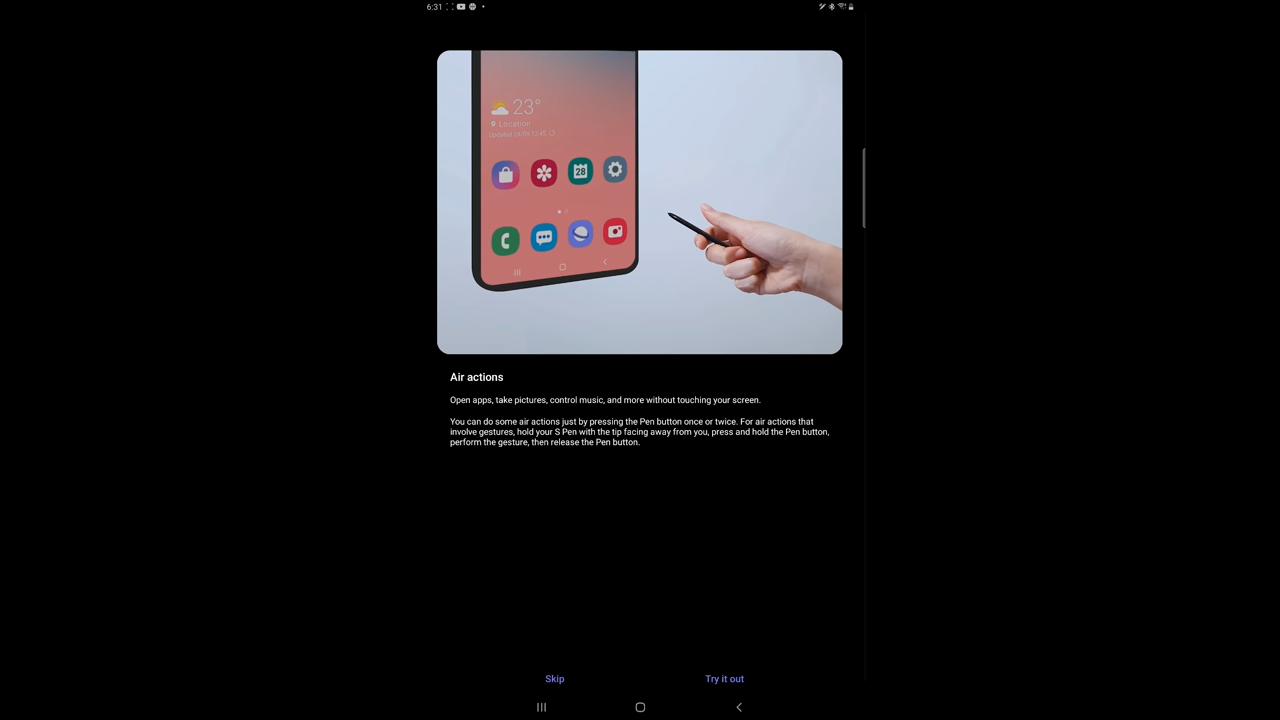 6:31
23°
Location
28
Air actions
Open apps, take pictures, control music, and more without touching your screen.
You can do some air actions just by pressing the Pen button once or twice. For air actions that
involve gestures, hold your S Pen with the tip facing away from you, press and hold the Pen button,
perform the gesture, then release the Pen button.
Skip
Try it out